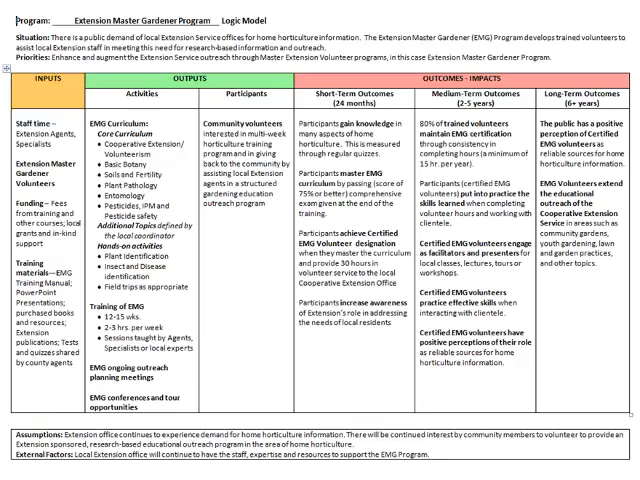 Program: Extension Master Gardener Program Logic Model
Situation: There is a public demand of local Extension Service offices for home horticulture information. The Extension Master Gardener (EMG) Program develops trained volunteers to
assist local Extension staff in meeting this need for research-based information and outreach.
Priorities: Enhance and augment the Extension Service outreach through Master Extension Volunteer programs, in this case Extension Master Gardener Program.
INPUTS
OUTPUTS
OUTCOMES - IMPACTS
Activities
Participants
Short-Term Outcomes
(24 months)
Medium-Term Outcomes
(2-5 years)
Long-Term Outcomes
(6+ years)
Staff time –
Extension Agents,
Specialists
Extension Master
Gardener
Volunteers
Funding – Fees
from training and
other courses; local
grants and in-kind
support
Training
materials—EMG
Training Manual;
PowerPoint
Presentations;
purchased books
and resources;
Extension
publications; Tests
and quizzes shared
by county agents
EMG Curriculum:
Core Curriculum
• Cooperative Extension/
Volunteerism
• Basic Botany
• Soils and Fertility
• Plant Pathology
• Entomology
• Pesticides, IPM and
Pesticide safety
Additional Topics defined by
the local coordinator
Hands-on activities
• Plant Identification
• Insect and Disease
identification
• Field trips as appropriate
Training of EMG
• 12-15 wks.
• 2-3 hrs. per week
• Sessions taught by Agents,
Specialists or local experts
EMG ongoing outreach
planning meetings
EMG conferences and tour
opportunities
Community volunteers
interested in multi-week
horticulture training
program and in giving
back to the community by
assisting local Extension
agents in a structured
gardening education
outreach program
Participants gain knowledge in
many aspects of home
horticulture. This is measured
through regular quizzes.
Participants master EMG
curriculum by passing (score of
75% or better) comprehensive
exam given at the end of the
training.
Participants achieve Certified
EMG Volunteer designation
when they master the curriculum
and provide 30 hours in
volunteer service to the local
Cooperative Extension Office
Participants increase awareness
of Extension's role in addressing
the needs of local residents
80% of trained volunteers
maintain EMG certification
through consistency in
completing hours (a minimum of
15 hr. per year).
Participants (certified EMG
volunteers) put into practice the
skills learned when completing
volunteer hours and working with
clientele.
Certified EMG volunteers engage
as facilitators and presenters for
local classes, lectures, tours or
workshops.
Certified EMG volunteers
practice effective skills when
interacting with clientele.
Certified EMG volunteers have
positive perceptions of their role
as reliable sources for home
horticulture information.
The public has a positive
perception of Certified
EMG volunteers as
reliable sources for home
horticulture information.
EMG Volunteers extend
the educational
outreach of the
Cooperative Extension
Service in areas such as
community gardens,
youth gardening, lawn
and garden practices,
and other topics.
Assumptions: Extension office continues to experience demand for home horticulture information. There will be continued interest by community members to volunteer to provide an
Extension sponsored, research-based educational outreach program in the area of home horticulture.
External Factors: Local Extension office will continue to have the staff, expertise and resources to support the EMG Program.